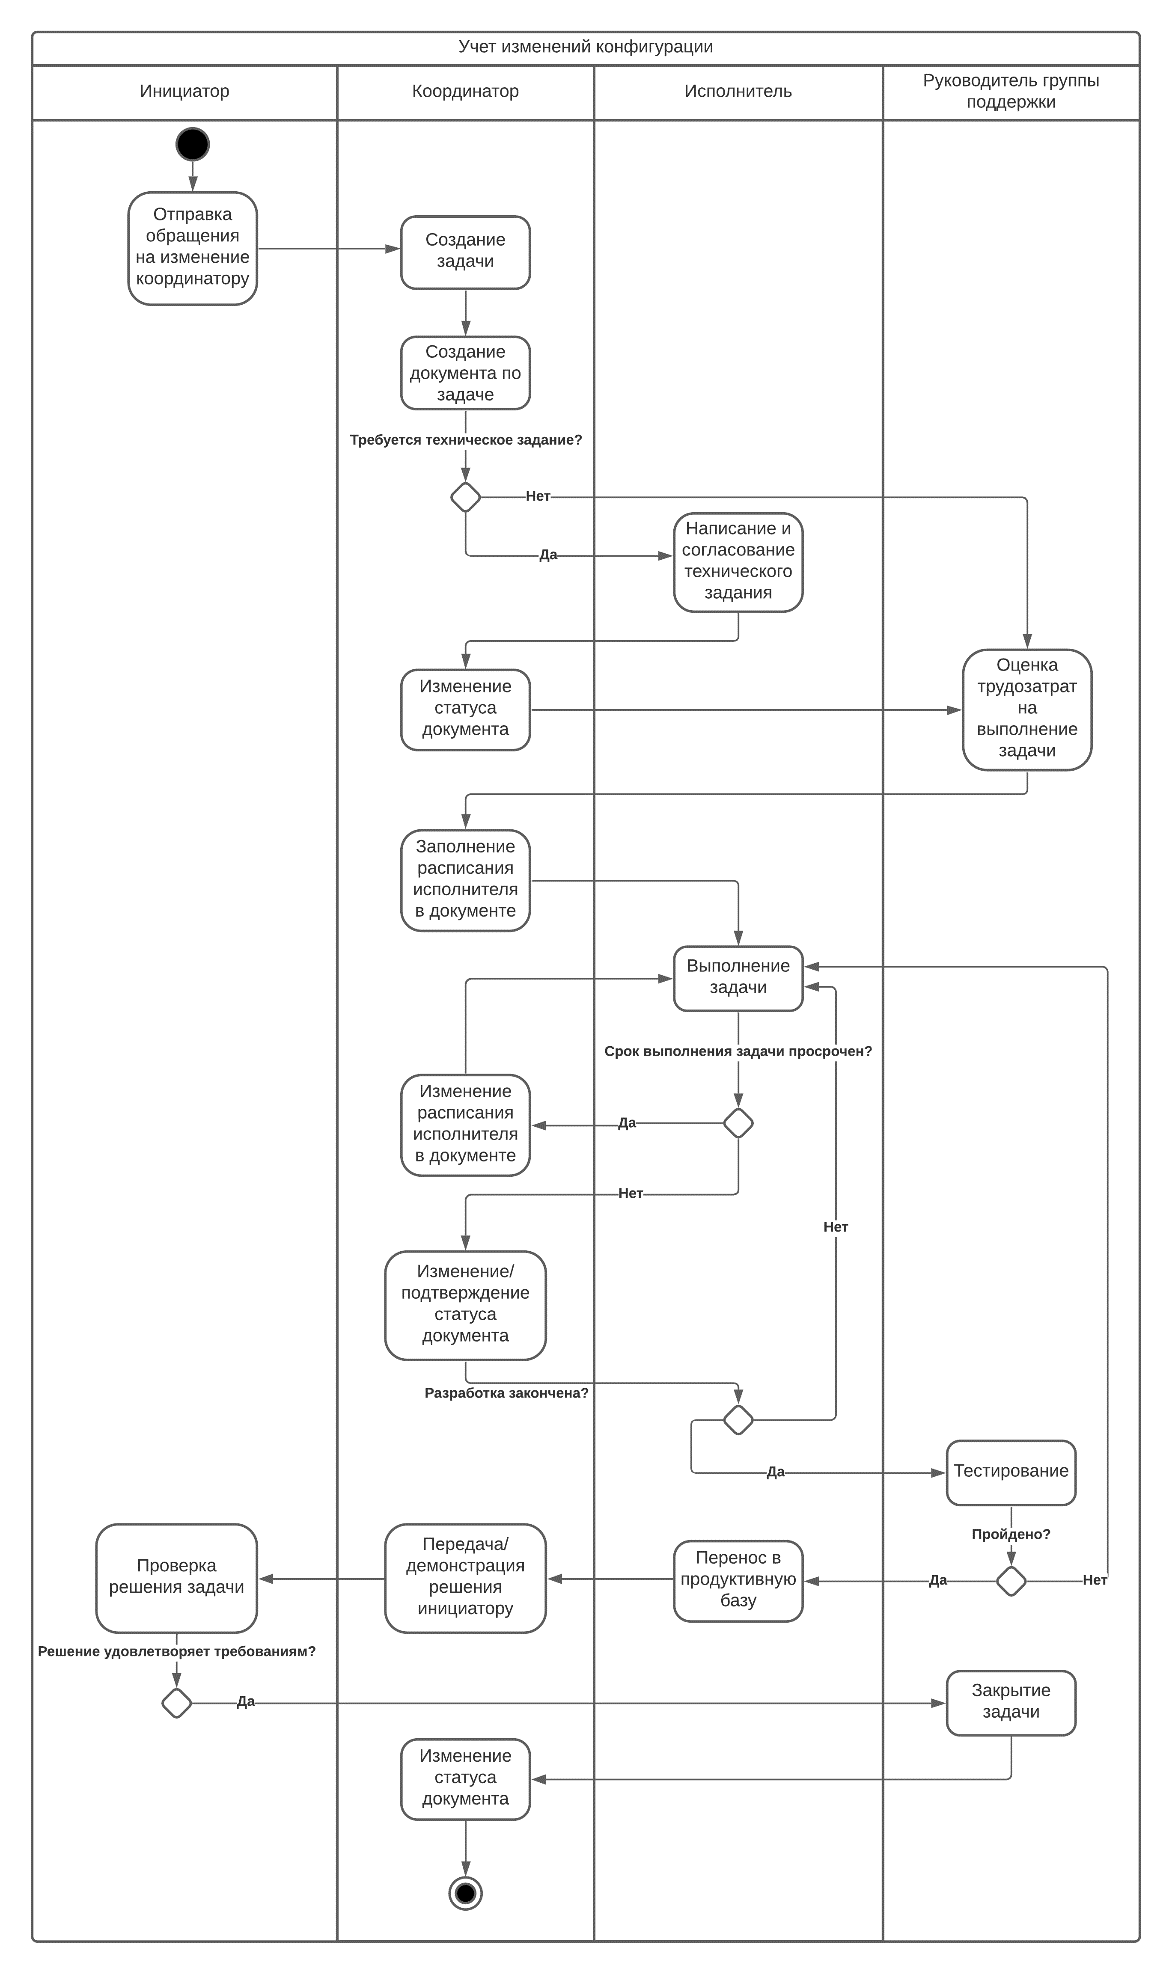 Учет изменений конфигурации
Инициатор
Координатор
Исполнитель
Руководитель группы
поддержки
Отправка
обращения
на изменение
координатору
Создание
задачи
Создание
документа по
задаче
Требуется техническое задание?
Нет
Да
Написание и
согласование
технического
задания
Изменение
статуса
документа
Оценка
трудозатрат
на
выполнение
задачи
Заполнение
расписания
исполнителя
в документе
Выполнение
задачи
Срок выполнения задачи просрочен?
Изменение
расписания
исполнителя
в документе
Да
Нет
Нет
Изменение/
подтверждение
статуса
документа
Разработка закончена?
Да
Тестирование
Пройдено?
Да
Нет
Перенос в
продуктивную
базу
Передача/
демонстрация
решения
инициатору
Проверка
решения задачи
Решение удовлетворяет требованиям?
Да
Закрытие
задачи
Изменение
статуса
документа